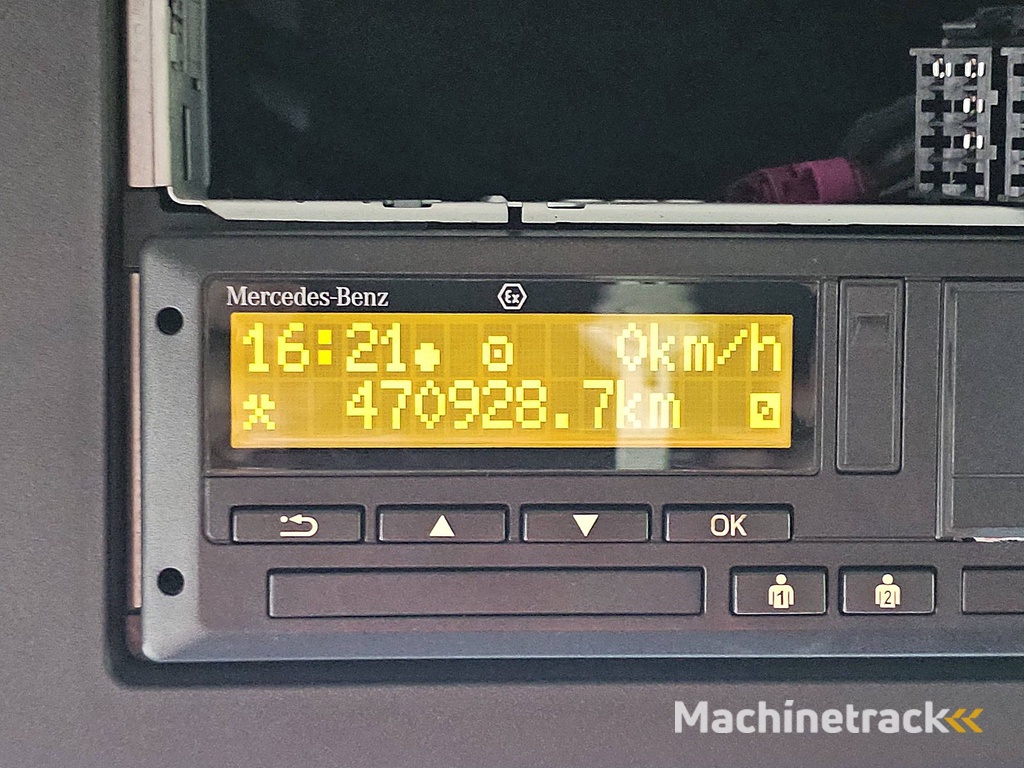 Mercedes-Benz Ex
16:21 0km/h
470928.7km
OK
1 2
Machinetrack